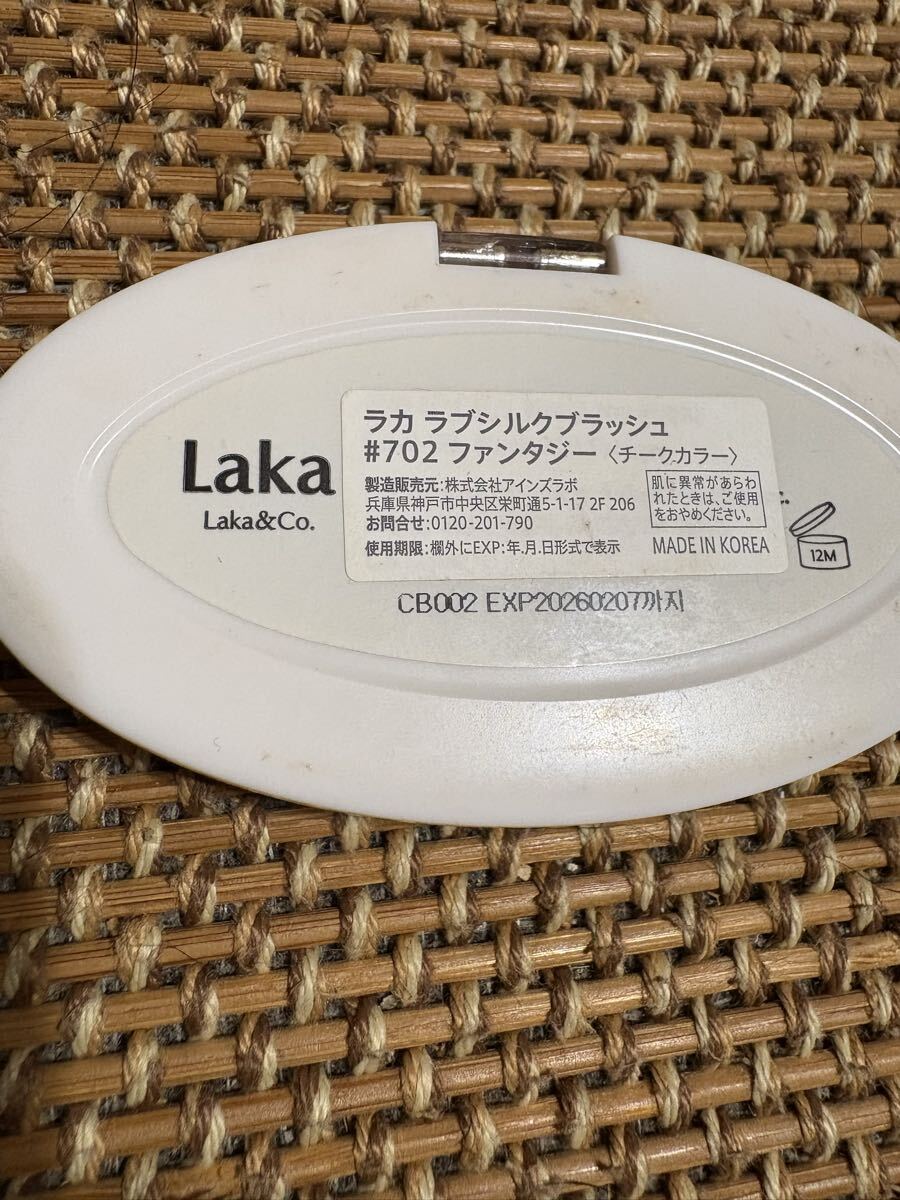 Laka
Laka&Co.
ラカ ラブシルクブラッシュ
#702 ファンタジー〈チークカラー〉
製造販売元:株式会社アインズラボ
兵庫県神戸市中央区栄町通5-1-17 2F 206
お問合せ:0120-201-790
使用期限:欄外にEXP:年.月.日形式で表示
肌に異常があらわ
れたときは、ご使用
をおやめください。
MADE IN KOREA
12M
CB002 EXP20260207까지